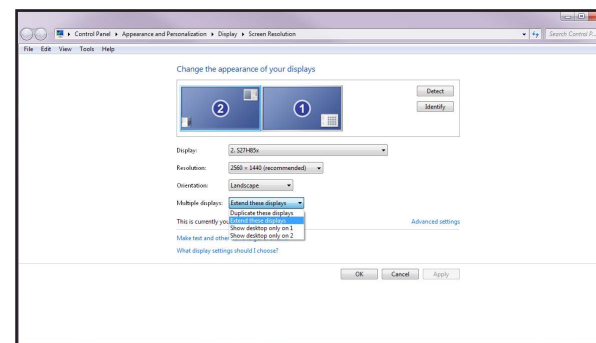 Control Panel ▸ Appearance and Personalization ▸ Display ▸ Screen Resolution
Search Control P...
File Edit View Tools Help
Change the appearance of your displays
2
1
Detect
Identify
Display: 2. S27H85x
Resolution: 2560 × 1440 (recommended)
Orientation: Landscape
Multiple displays: Extend these displays
Duplicate these displays
This is currently you Extend these displays Advanced settings
Show desktop only on 1
Make text and othe Show desktop only on 2
What display settings should I choose?
OK Cancel Apply